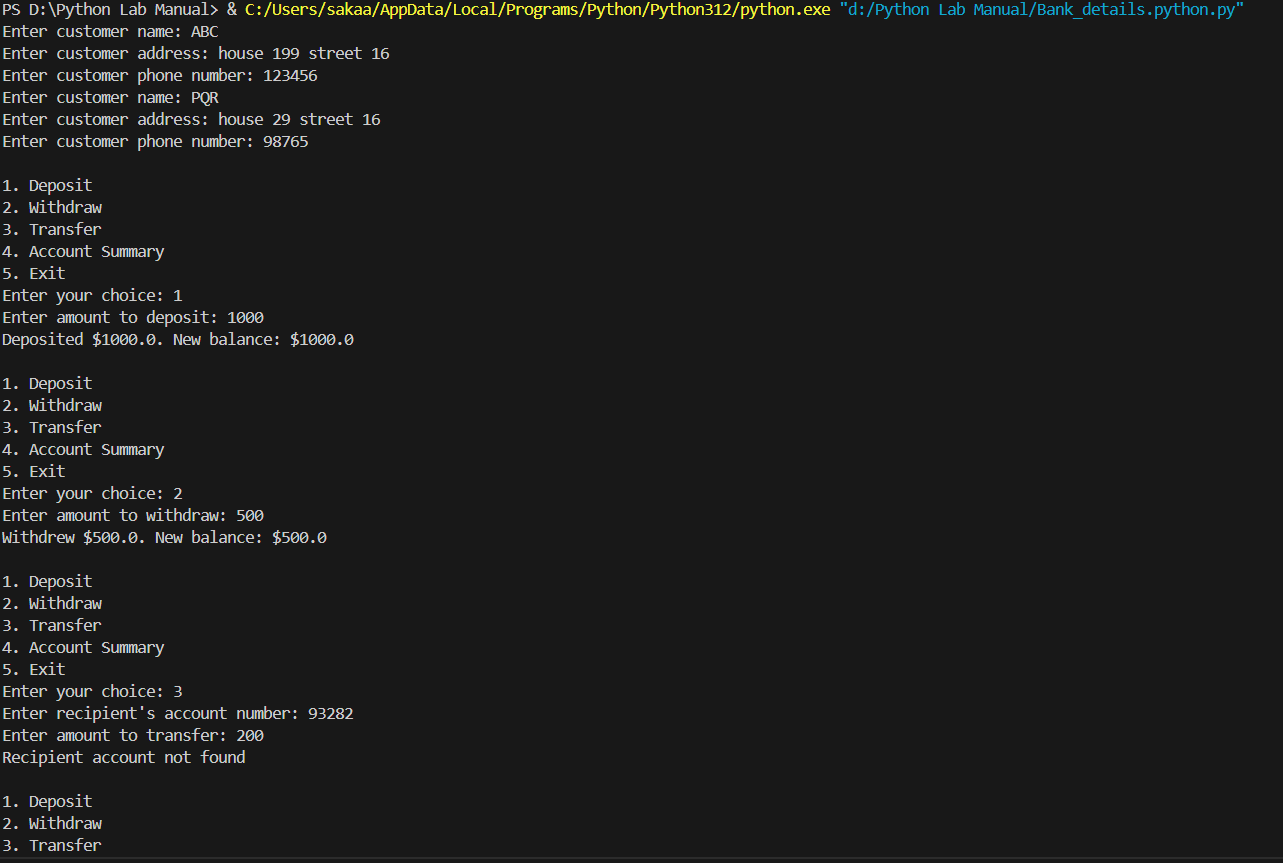 PS D:\Python Lab Manual> & C:/Users/sakaa/AppData/Local/Programs/Python/Python312/python.exe "d:/Python Lab Manual/Bank_details.python.py"
Enter customer name: ABC
Enter customer address: house 199 street 16
Enter customer phone number: 123456
Enter customer name: PQR
Enter customer address: house 29 street 16
Enter customer phone number: 98765

1. Deposit
2. Withdraw
3. Transfer
4. Account Summary
5. Exit
Enter your choice: 1
Enter amount to deposit: 1000
Deposited $1000.0. New balance: $1000.0

1. Deposit
2. Withdraw
3. Transfer
4. Account Summary
5. Exit
Enter your choice: 2
Enter amount to withdraw: 500
Withdrew $500.0. New balance: $500.0

1. Deposit
2. Withdraw
3. Transfer
4. Account Summary
5. Exit
Enter your choice: 3
Enter recipient's account number: 93282
Enter amount to transfer: 200
Recipient account not found

1. Deposit
2. Withdraw
3. Transfer